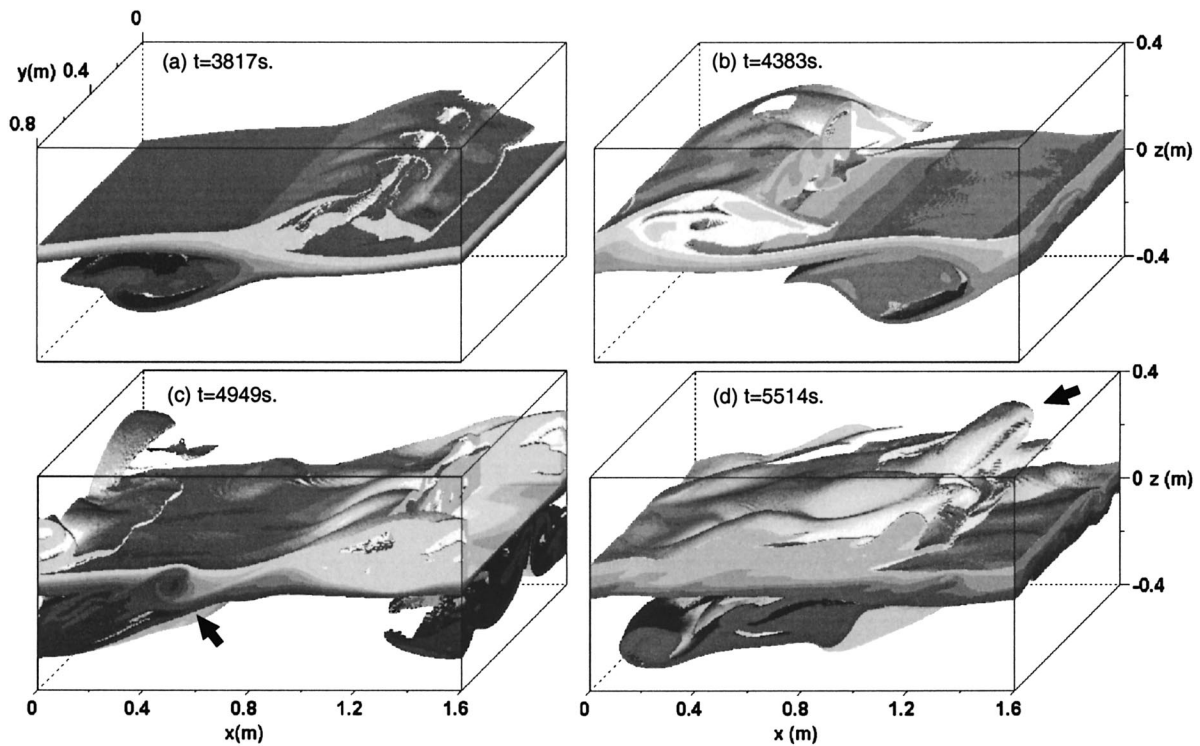 0
y(m) 0.4
0.8
(a) t=3817s.
(b) t=4383s.
0.4
0 z(m)
-0.4
(c) t=4949s.
(d) t=5514s.
0.4
0 z (m)
-0.4
0 0.4 0.8 1.2 1.6
x(m)
0 0.4 0.8 1.2 1.6
x (m)